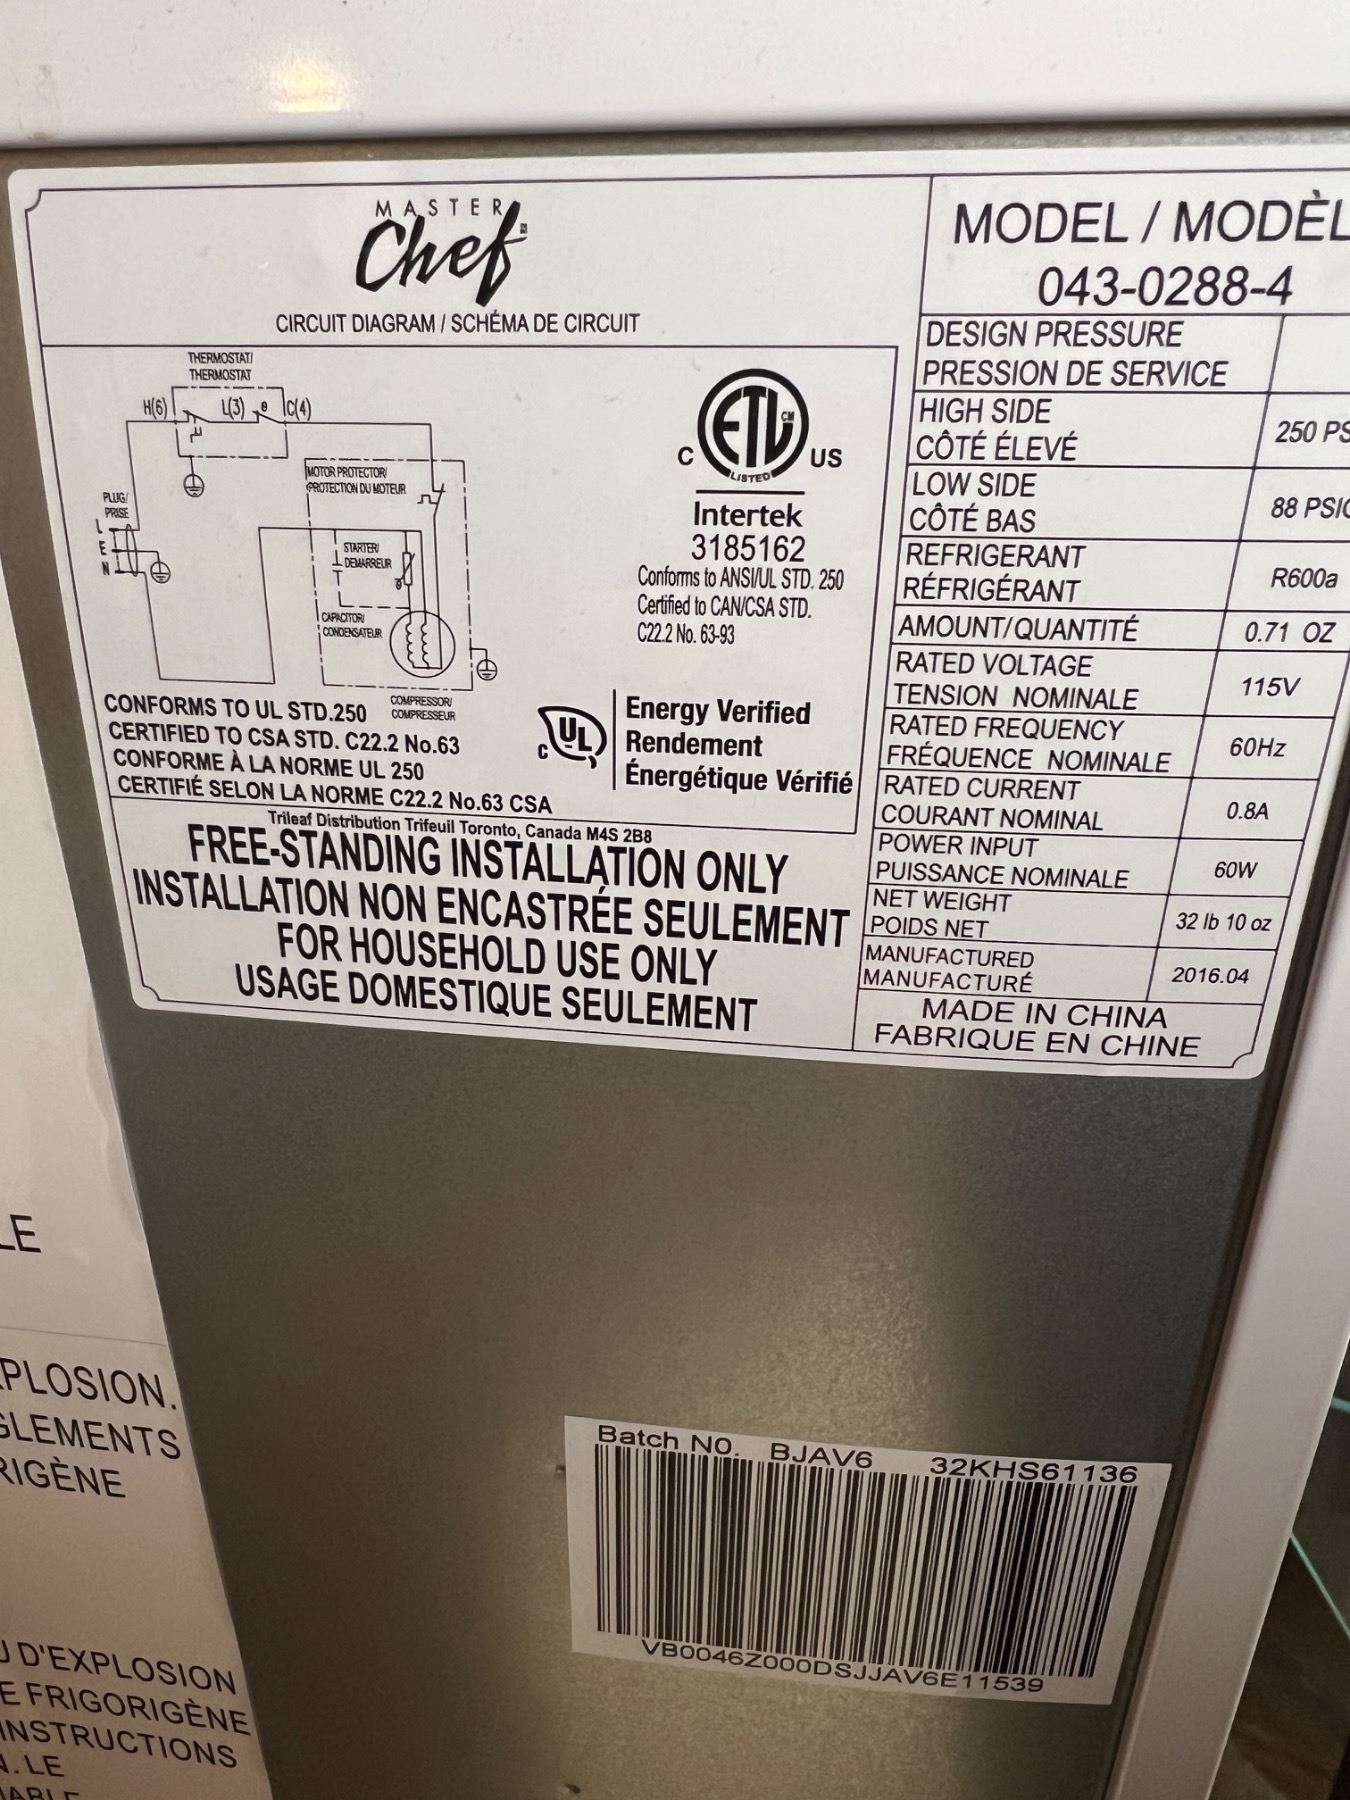 MASTER
Chef
CIRCUIT DIAGRAM / SCHÉMA DE CIRCUIT
THERMOSTAT/
THERMOSTAT
H(6) L(3) θ C(4)
MOTOR PROTECTOR/
PROTECTION DU MOTEUR
PLUG/
PRISE
L
E
N
STARTER/
DEMARREUR
θ
CAPACITOR/
CONDENSATEUR
COMPRESSOR/
COMPRESSEUR
CONFORMS TO UL STD.250
CERTIFIED TO CSA STD. C22.2 No.63
CONFORME À LA NORME UL 250
CERTIFIÉ SELON LA NORME C22.2 No.63 CSA
ETL CM
LISTED
C US
Intertek
3185162
Conforms to ANSI/UL STD. 250
Certified to CAN/CSA STD.
C22.2 No. 63-93
C UL
Energy Verified
Rendement
Énergétique Vérifié
Trileaf Distribution Trifeuil Toronto, Canada M4S 2B8
FREE-STANDING INSTALLATION ONLY
INSTALLATION NON ENCASTRÉE SEULEMENT
FOR HOUSEHOLD USE ONLY
USAGE DOMESTIQUE SEULEMENT
MODEL / MODÈL
043-0288-4
DESIGN PRESSURE
PRESSION DE SERVICE
HIGH SIDE
CÔTÉ ÉLEVÉ
250 PS
LOW SIDE
CÔTÉ BAS
88 PSIG
REFRIGERANT
RÉFRIGÉRANT
R600a
AMOUNT/QUANTITÉ
0.71 OZ
RATED VOLTAGE
TENSION NOMINALE
115V
RATED FREQUENCY
FRÉQUENCE NOMINALE
60Hz
RATED CURRENT
COURANT NOMINAL
0.8A
POWER INPUT
PUISSANCE NOMINALE
60W
NET WEIGHT
POIDS NET
32 lb 10 oz
MANUFACTURED
MANUFACTURÉ
2016.04
MADE IN CHINA
FABRIQUE EN CHINE
LE
PLOSION.
GLEMENTS
RIGÈNE
U D'EXPLOSION
E FRIGORIGÈNE
INSTRUCTIONS
N. LE
Batch NO. BJAV6 32KHS61136
VB0046Z000DSJJAV6E11539